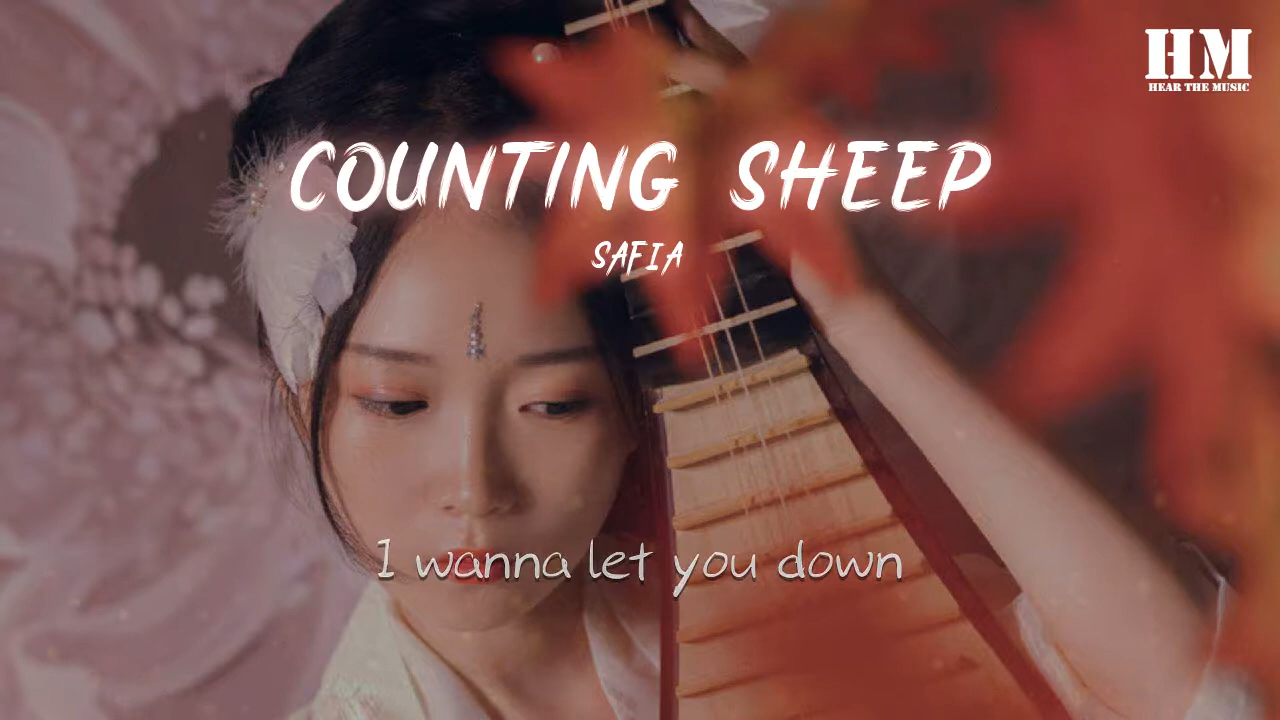 HM
HEAR THE MUSIC
COUNTING SHEEP
SAFIA
I wanna let you down